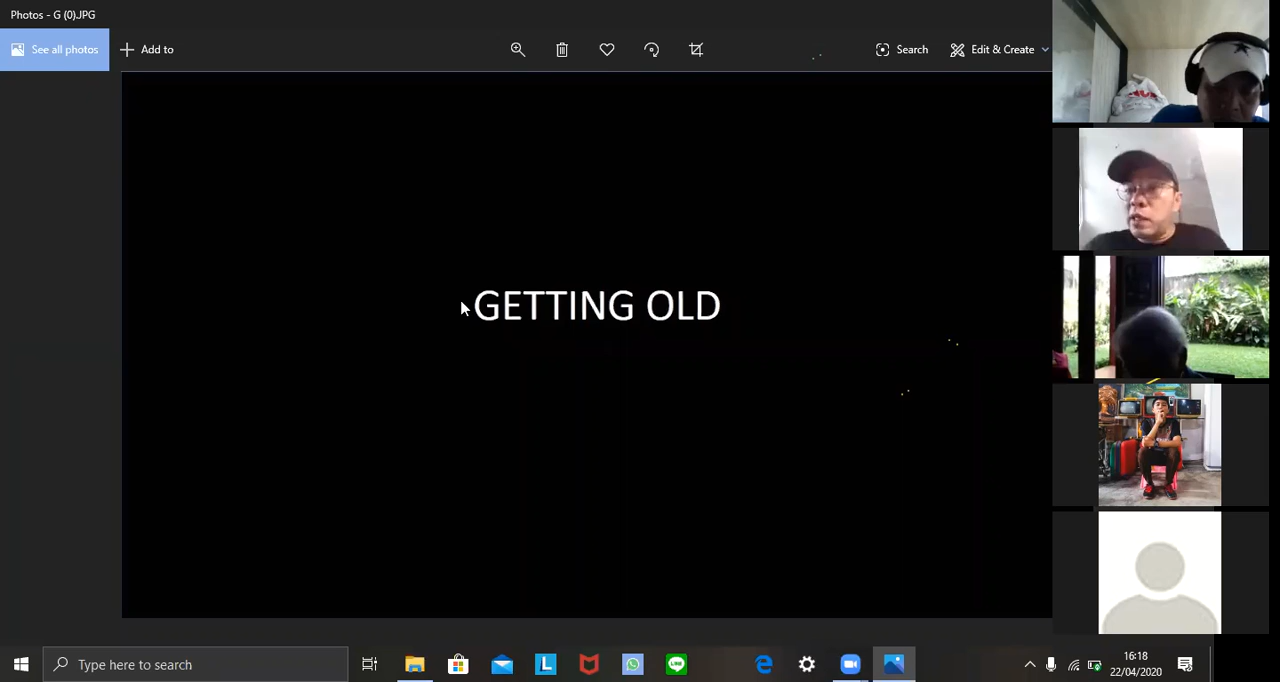 Photos - G (0).JPG
See all photos
Add to
Search
Edit & Create
GETTING OLD
Type here to search
L
16:18
22/04/2020